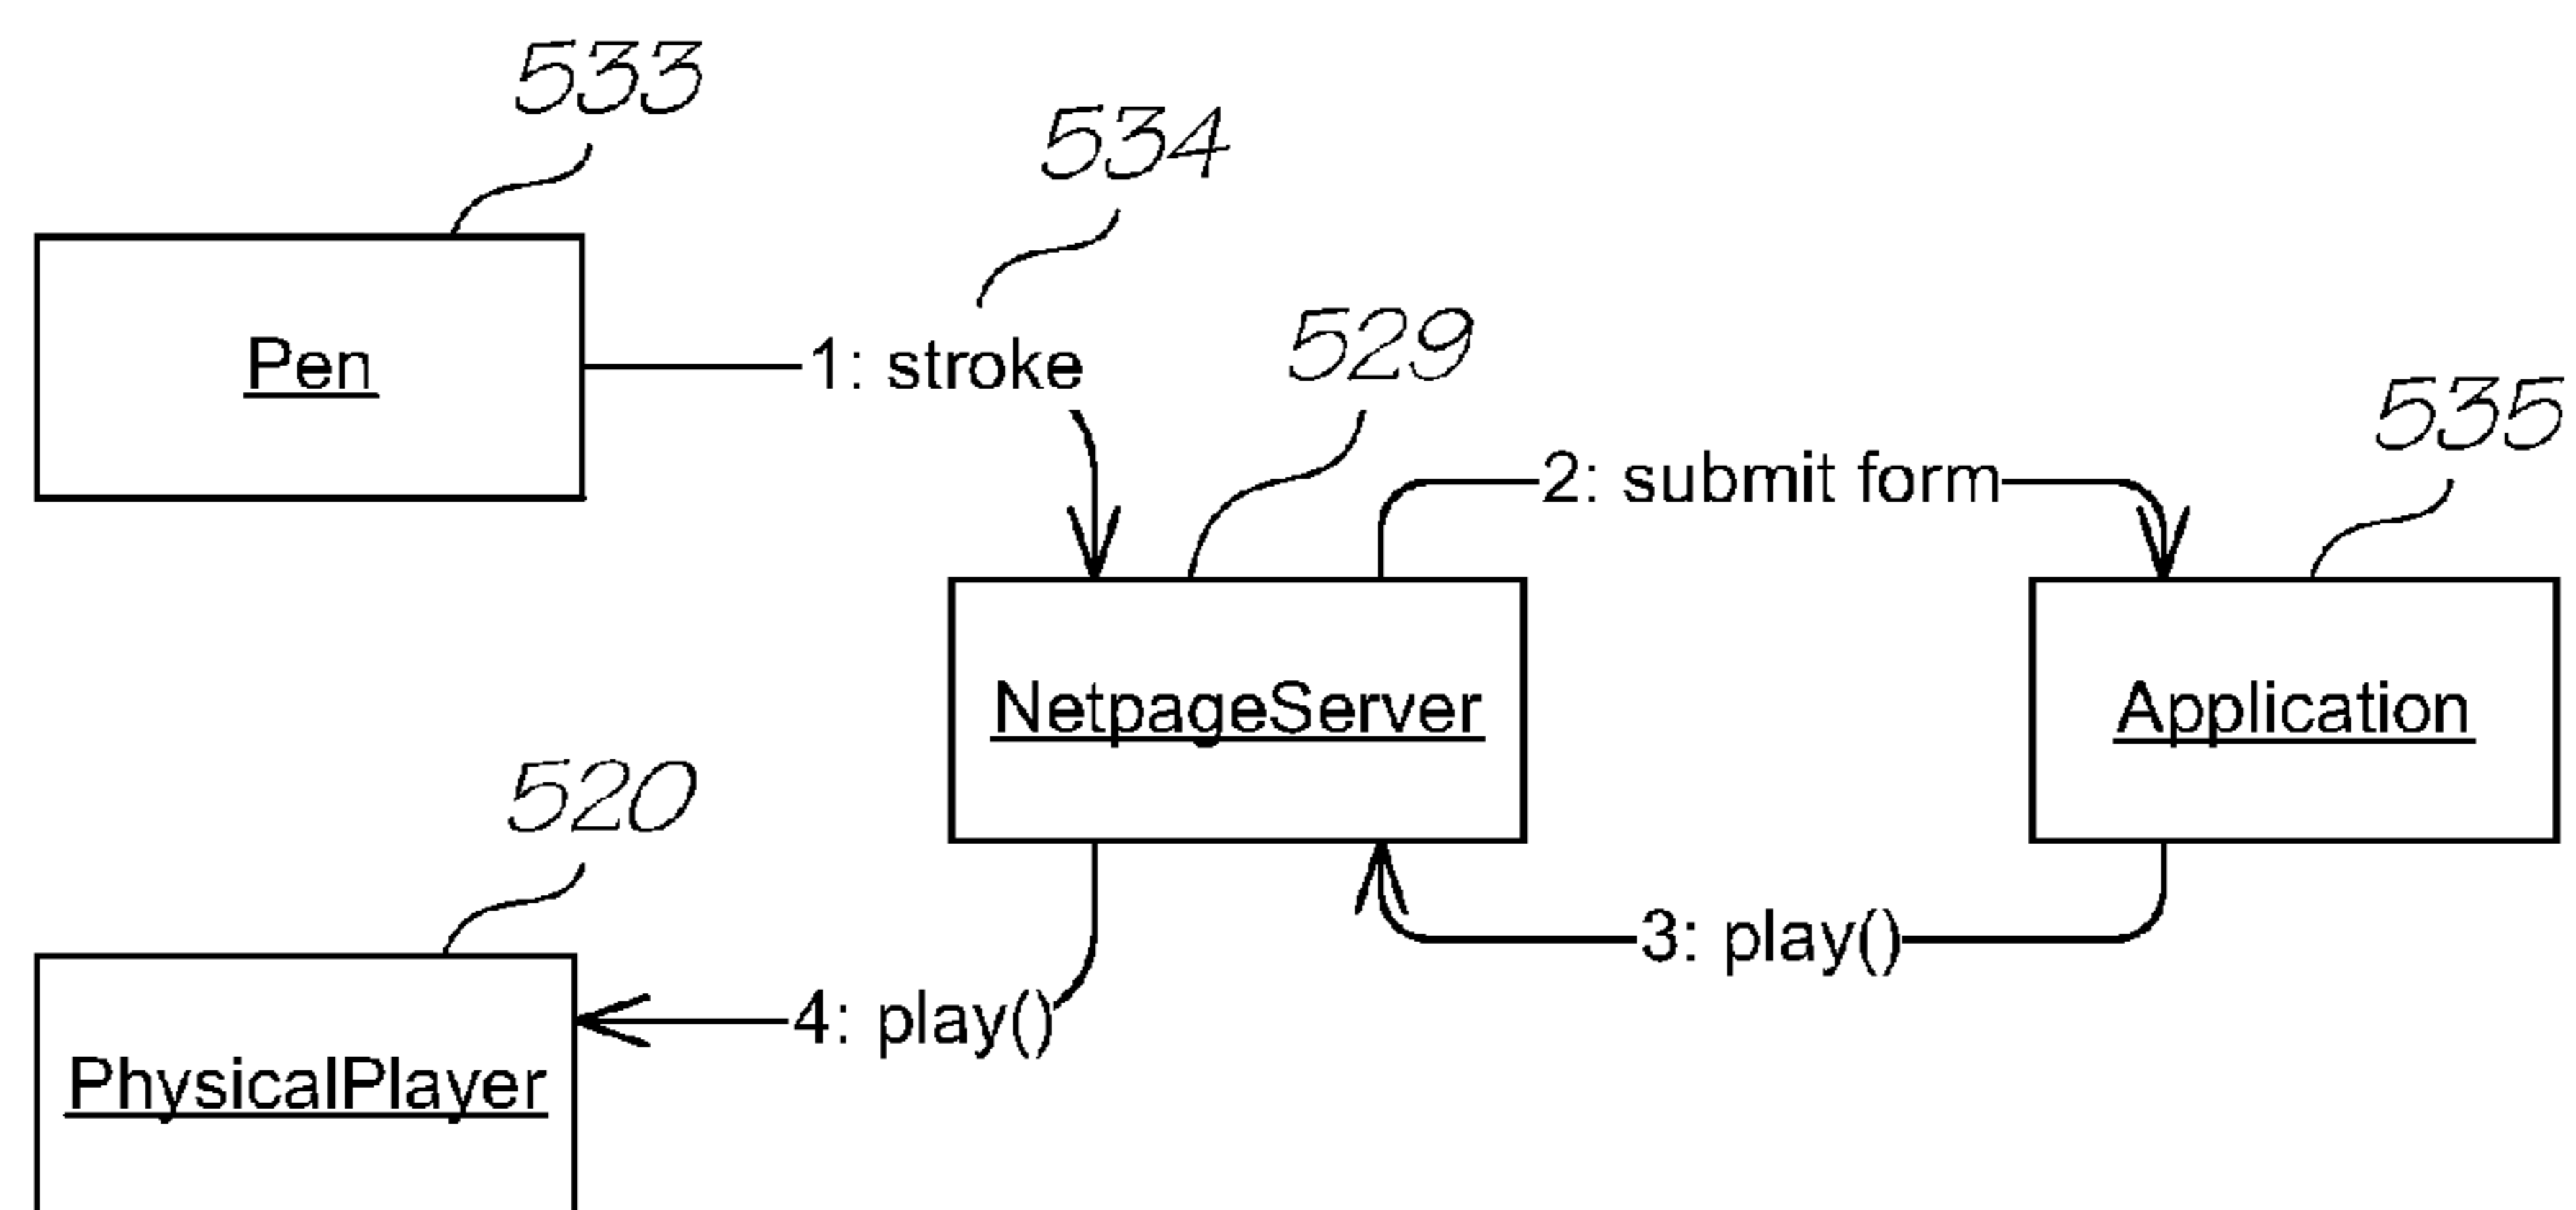 533
534
Pen
1: stroke
529
535
2: submit form
NetpageServer
Application
520
3: play()
4: play()
PhysicalPlayer